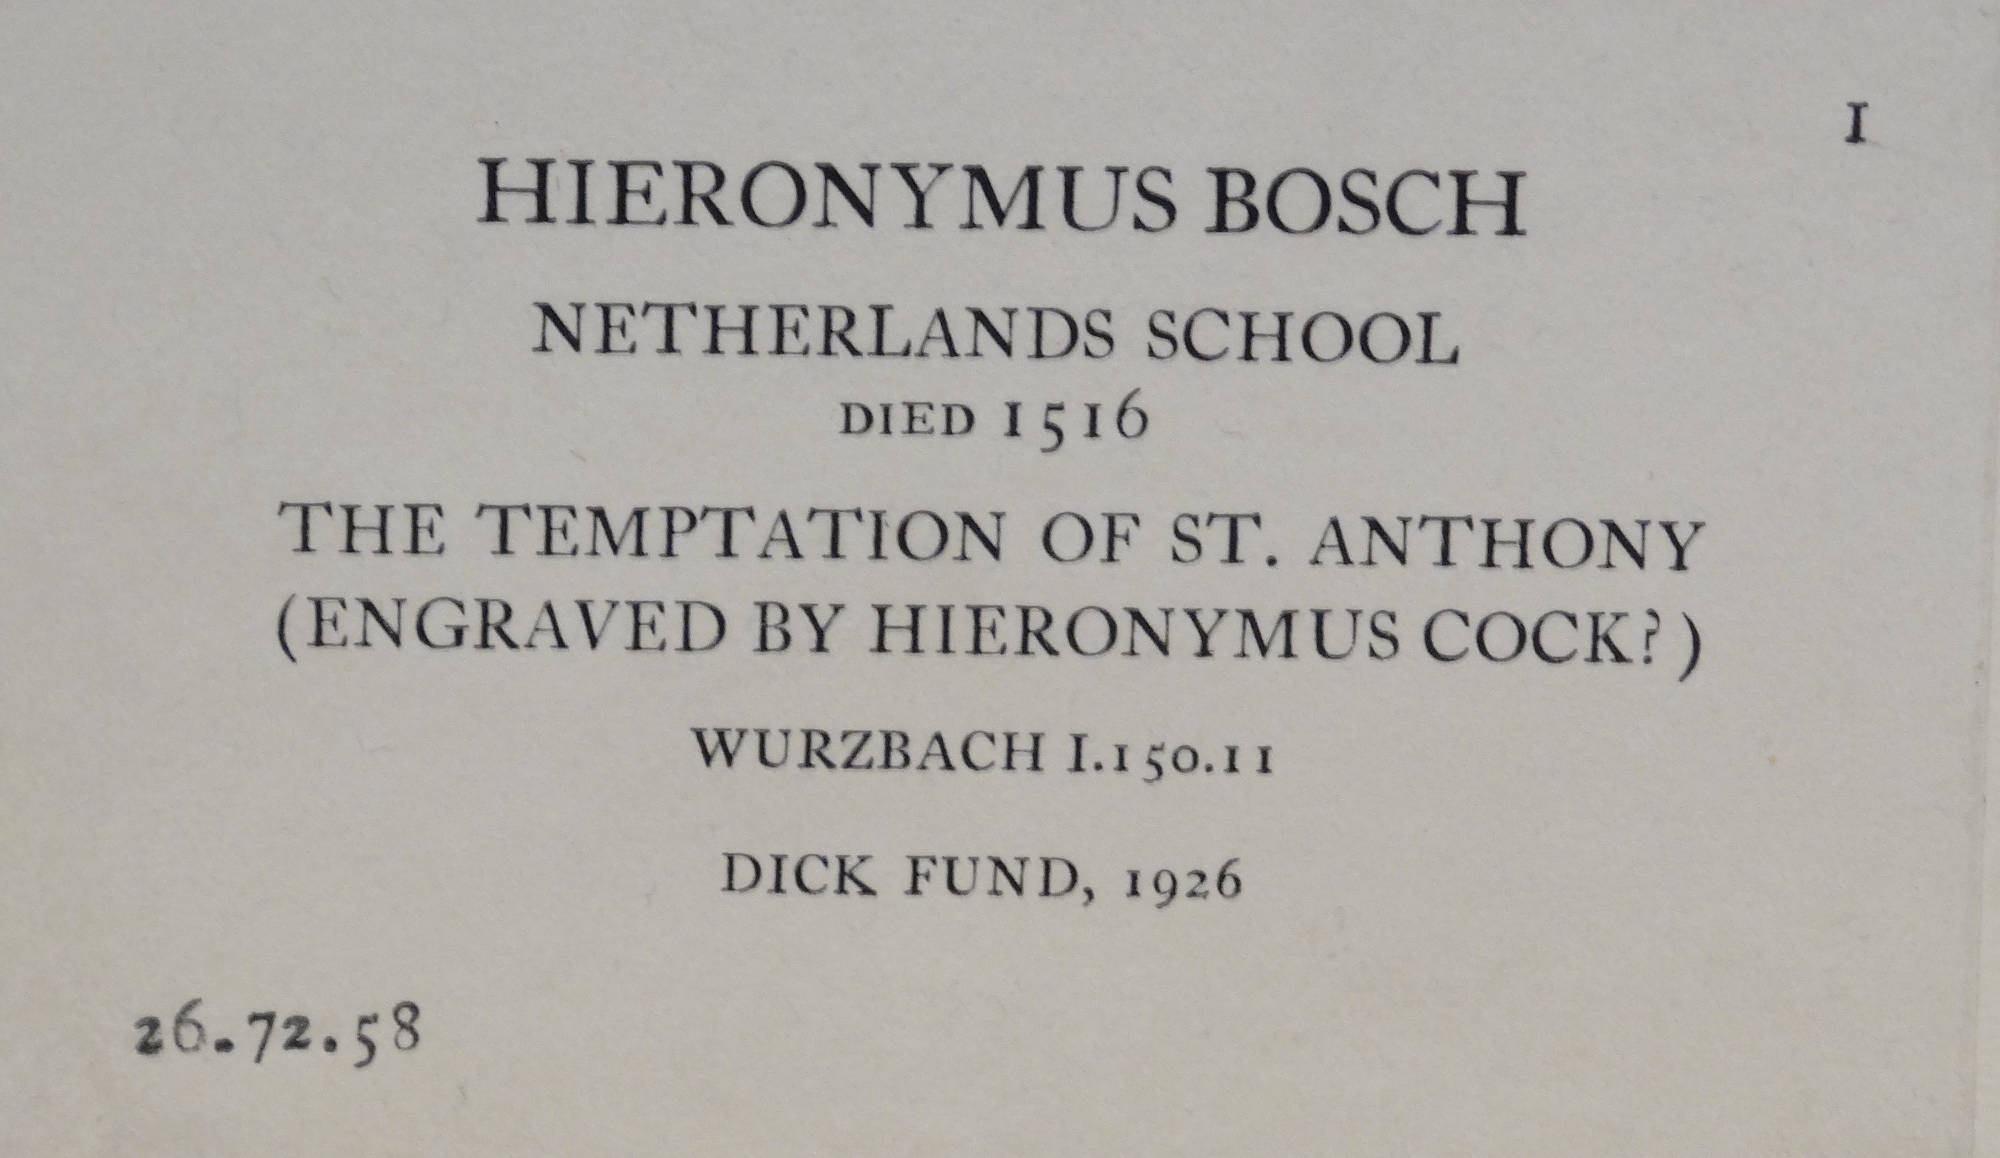 1
HIERONYMUS BOSCH
NETHERLANDS SCHOOL
DIED 1516
THE TEMPTATION OF ST. ANTHONY
(ENGRAVED BY HIERONYMUS COCK?)
WURZBACH I.150.11
DICK FUND, 1926
26.72.58